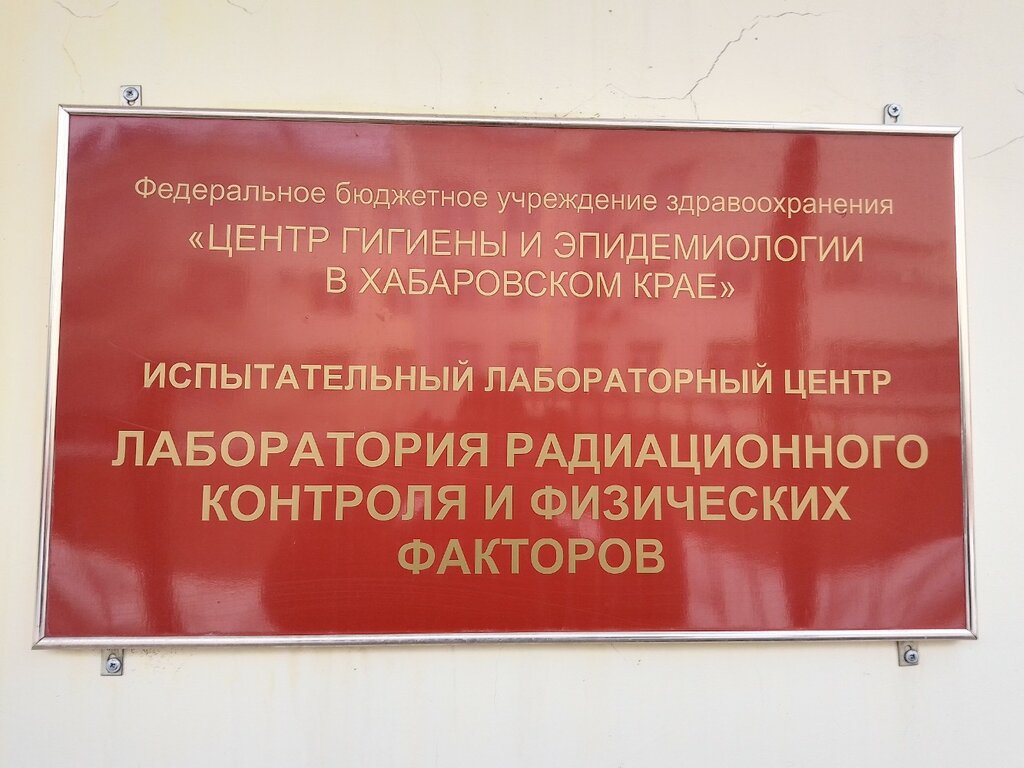 Федеральное бюджетное учреждение здравоохранения
«ЦЕНТР ГИГИЕНЫ И ЭПИДЕМИОЛОГИИ
В ХАБАРОВСКОМ КРАЕ»
ИСПЫТАТЕЛЬНЫЙ ЛАБОРАТОРНЫЙ ЦЕНТР
ЛАБОРАТОРИЯ РАДИАЦИОННОГО
КОНТРОЛЯ И ФИЗИЧЕСКИХ
ФАКТОРОВ